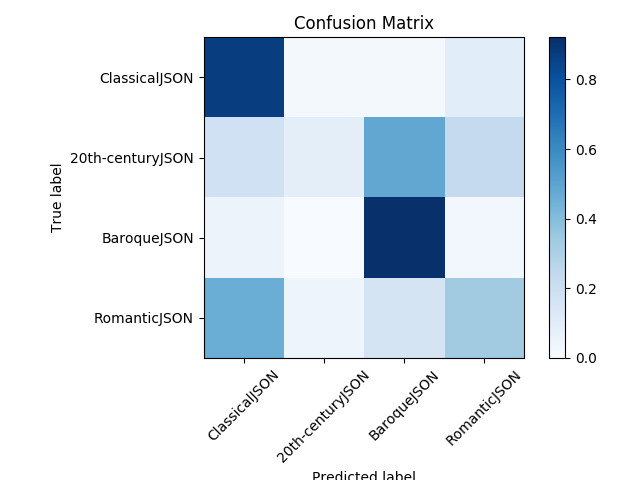 Confusion Matrix
True label
ClassicalJSON
20th-centuryJSON
BaroqueJSON
RomanticJSON
0.8
0.6
0.4
0.2
0.0
ClassicalJSON
20th-centuryJSON
BaroqueJSON
RomanticJSON
Predicted label